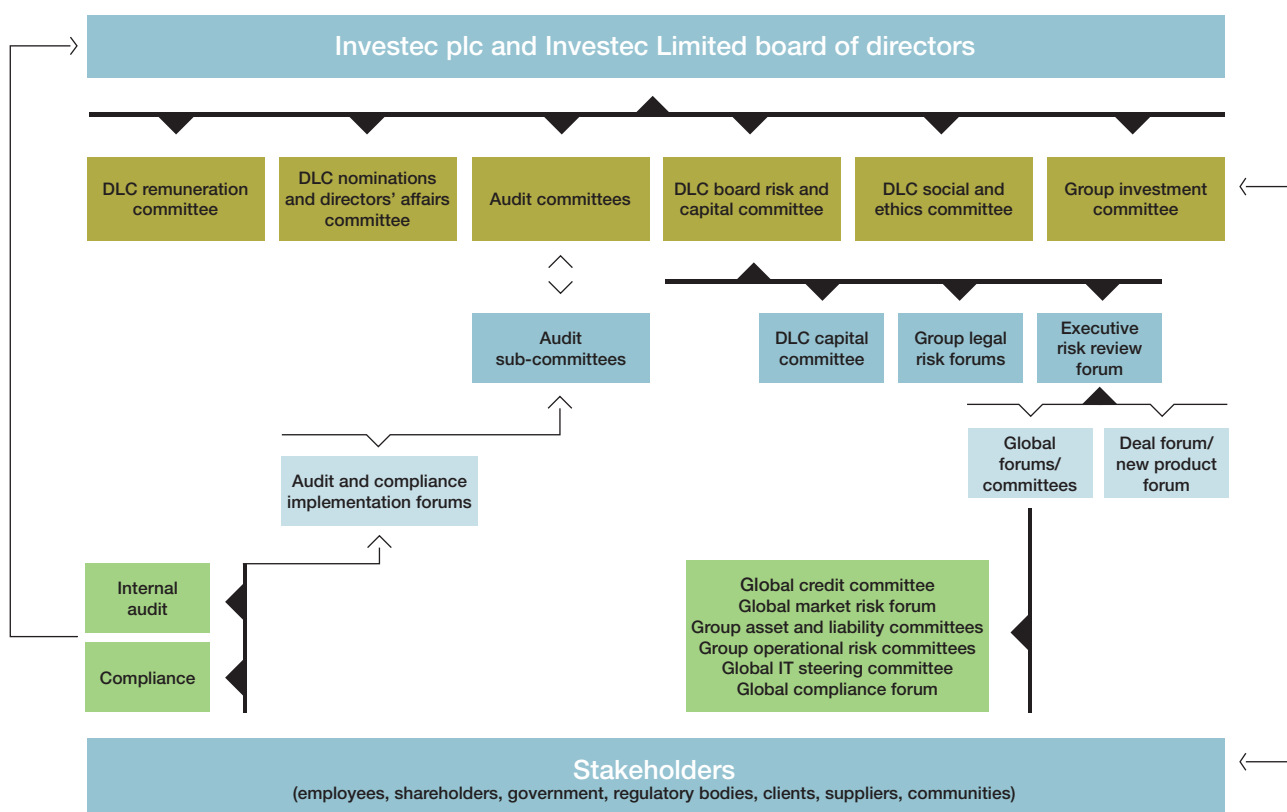 Investec plc and Investec Limited board of directors
DLC remuneration
committee
DLC nominations
and directors’ affairs
committee
Audit committees
DLC board risk and
capital committee
DLC social and
ethics committee
Group investment
committee
Audit
sub-committees
DLC capital
committee
Group legal
risk forums
Executive
risk review
forum
Audit and compliance
implementation forums
Global
forums/
committees
Deal forum/
new product
forum
Internal
audit
Compliance
Global credit committee
Global market risk forum
Group asset and liability committees
Group operational risk committees
Global IT steering committee
Global compliance forum
Stakeholders
(employees, shareholders, government, regulatory bodies, clients, suppliers, communities)